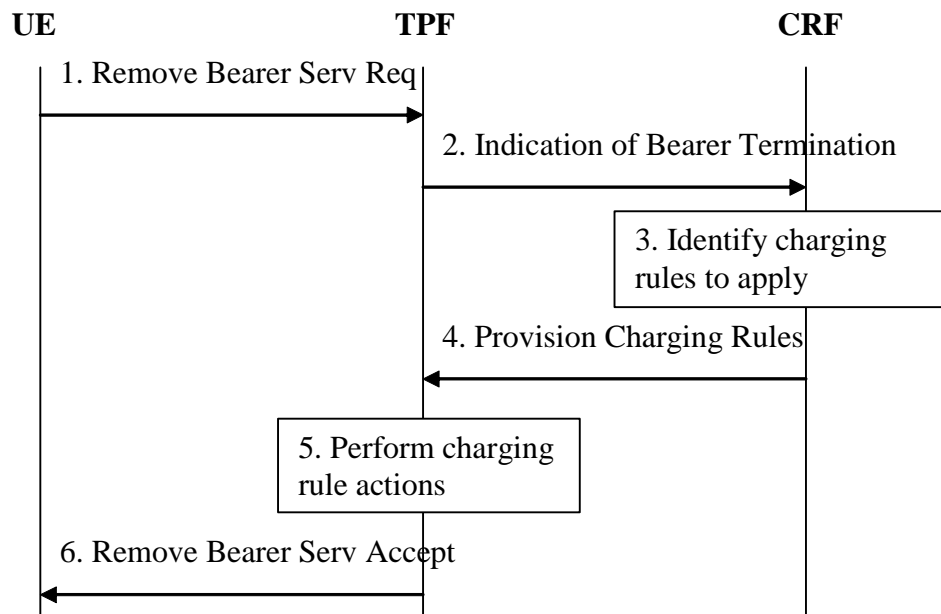 UE TPF CRF
1. Remove Bearer Serv Req
2. Indication of Bearer Termination
3. Identify charging
rules to apply
4. Provision Charging Rules
5. Perform charging
rule actions
6. Remove Bearer Serv Accept